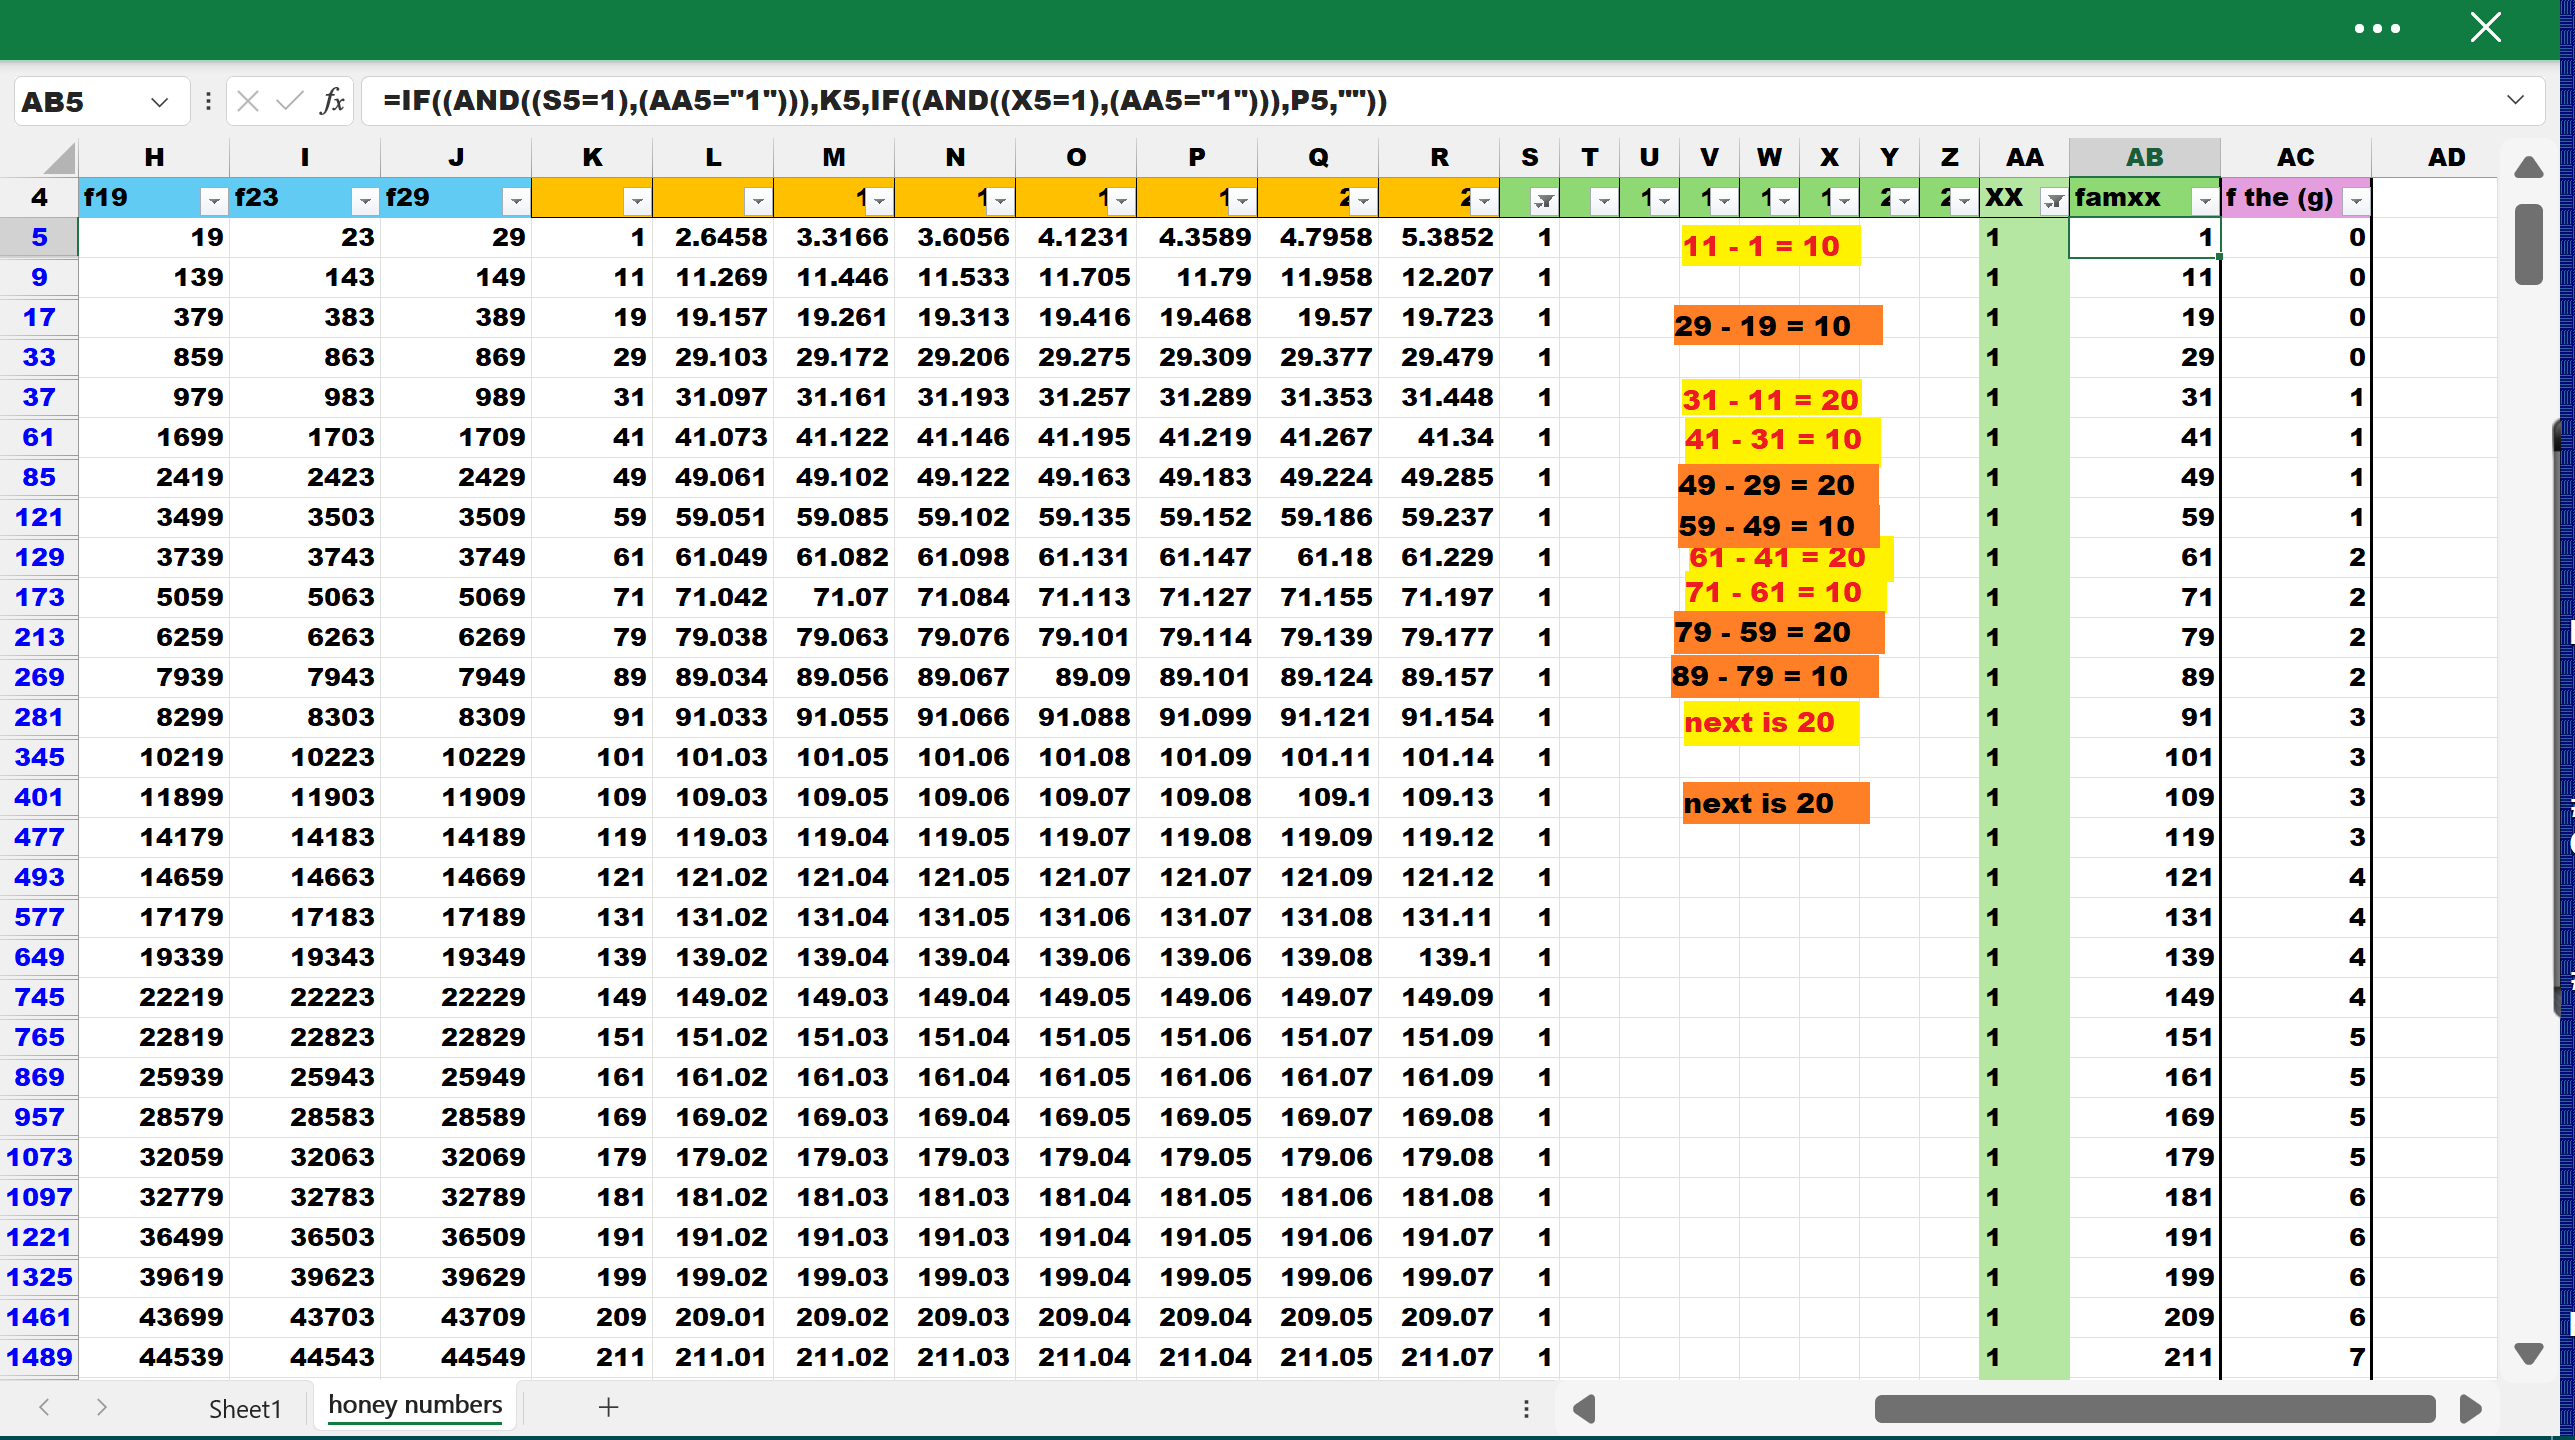 AB5 fx =IF((AND((S5=1),(AA5="1"))),K5,IF((AND((X5=1),(AA5="1"))),P5,""))
H I J K L M N O P Q R S T U V W X Y Z AA AB AC AD
4 f19 f23 f29 1 1 1 1 2 2 1 1 1 1 2 2 XX famxx f the (g)
5 19 23 29 1 2.6458 3.3166 3.6056 4.1231 4.3589 4.7958 5.3852 1 11 - 1 = 10 1 1 0
9 139 143 149 11 11.269 11.446 11.533 11.705 11.79 11.958 12.207 1 1 11 0
17 379 383 389 19 19.157 19.261 19.313 19.416 19.468 19.57 19.723 1 29 - 19 = 10 1 19 0
33 859 863 869 29 29.103 29.172 29.206 29.275 29.309 29.377 29.479 1 1 29 0
37 979 983 989 31 31.097 31.161 31.193 31.257 31.289 31.353 31.448 1 31 - 11 = 20 1 31 1
61 1699 1703 1709 41 41.073 41.122 41.146 41.195 41.219 41.267 41.34 1 41 - 31 = 10 1 41 1
85 2419 2423 2429 49 49.061 49.102 49.122 49.163 49.183 49.224 49.285 1 49 - 29 = 20 1 49 1
121 3499 3503 3509 59 59.051 59.085 59.102 59.135 59.152 59.186 59.237 1 59 - 49 = 10 1 59 1
129 3739 3743 3749 61 61.049 61.082 61.098 61.131 61.147 61.18 61.229 1 61 - 41 = 20 1 61 2
173 5059 5063 5069 71 71.042 71.07 71.084 71.113 71.127 71.155 71.197 1 71 - 61 = 10 1 71 2
213 6259 6263 6269 79 79.038 79.063 79.076 79.101 79.114 79.139 79.177 1 79 - 59 = 20 1 79 2
269 7939 7943 7949 89 89.034 89.056 89.067 89.09 89.101 89.124 89.157 1 89 - 79 = 10 1 89 2
281 8299 8303 8309 91 91.033 91.055 91.066 91.088 91.099 91.121 91.154 1 next is 20 1 91 3
345 10219 10223 10229 101 101.03 101.05 101.06 101.08 101.09 101.11 101.14 1 1 101 3
401 11899 11903 11909 109 109.03 109.05 109.06 109.07 109.08 109.1 109.13 1 next is 20 1 109 3
477 14179 14183 14189 119 119.03 119.04 119.05 119.07 119.08 119.09 119.12 1 1 119 3
493 14659 14663 14669 121 121.02 121.04 121.05 121.07 121.07 121.09 121.12 1 1 121 4
577 17179 17183 17189 131 131.02 131.04 131.05 131.06 131.07 131.08 131.11 1 1 131 4
649 19339 19343 19349 139 139.02 139.04 139.04 139.06 139.06 139.08 139.1 1 1 139 4
745 22219 22223 22229 149 149.02 149.03 149.04 149.05 149.06 149.07 149.09 1 1 149 4
765 22819 22823 22829 151 151.02 151.03 151.04 151.05 151.06 151.07 151.09 1 1 151 5
869 25939 25943 25949 161 161.02 161.03 161.04 161.05 161.06 161.07 161.09 1 1 161 5
957 28579 28583 28589 169 169.02 169.03 169.04 169.05 169.05 169.07 169.08 1 1 169 5
1073 32059 32063 32069 179 179.02 179.03 179.03 179.04 179.05 179.06 179.08 1 1 179 5
1097 32779 32783 32789 181 181.02 181.03 181.03 181.04 181.05 181.06 181.08 1 1 181 6
1221 36499 36503 36509 191 191.02 191.03 191.03 191.04 191.05 191.06 191.07 1 1 191 6
1325 39619 39623 39629 199 199.02 199.03 199.03 199.04 199.05 199.06 199.07 1 1 199 6
1461 43699 43703 43709 209 209.01 209.02 209.03 209.04 209.04 209.05 209.07 1 1 209 6
1489 44539 44543 44549 211 211.01 211.02 211.03 211.04 211.04 211.05 211.07 1 1 211 7
Sheet1 honey numbers